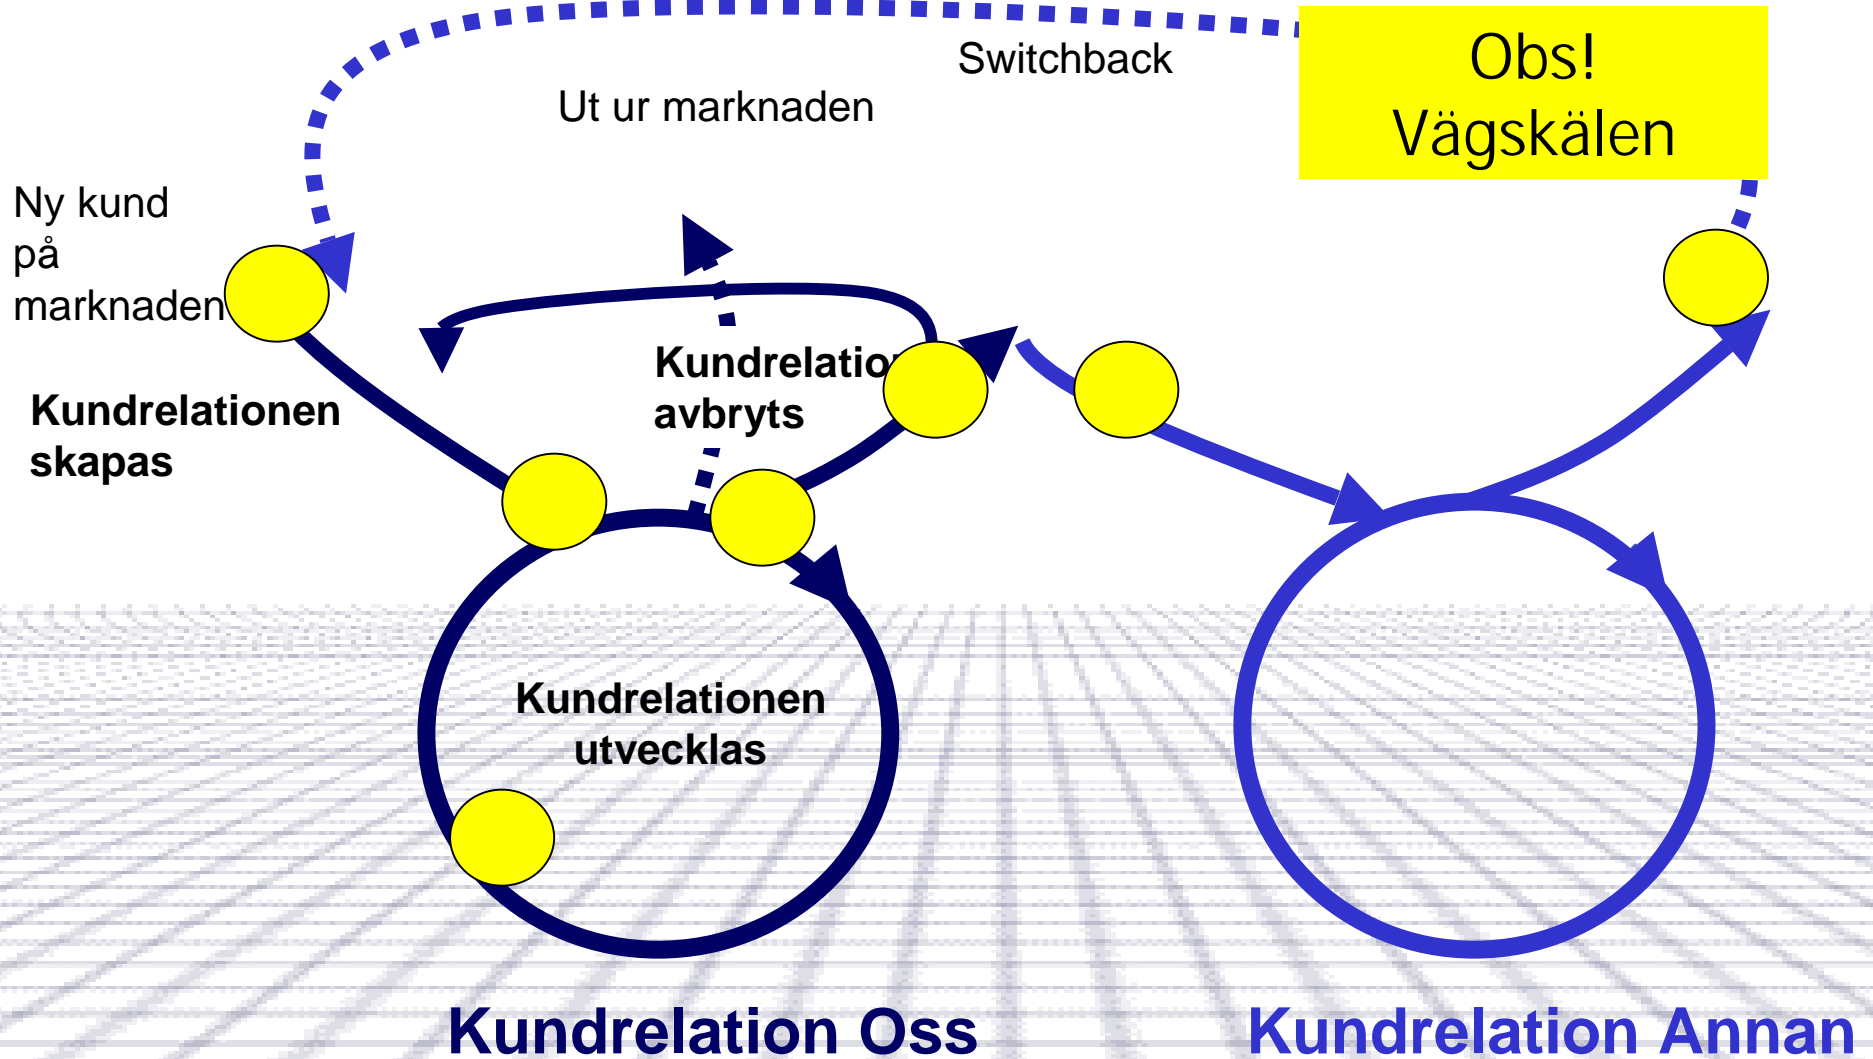 Switchback
Obs!
Vägskälen
Ut ur marknaden
Ny kund
på
marknaden
Kundrelationen
skapas
Kundrelation
avbryts
Kundrelationen
utvecklas
Kundrelation Oss
Kundrelation Annan